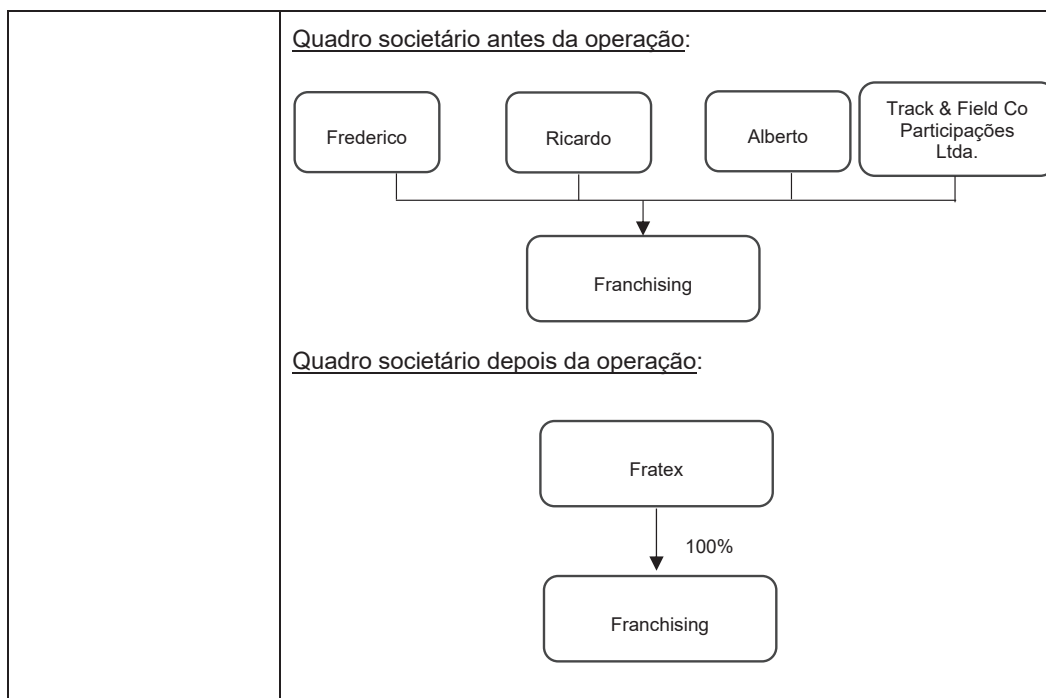 Quadro societário antes da operação:
Frederico
Ricardo
Alberto
Track & Field Co
Participações
Ltda.
Franchising
Quadro societário depois da operação:
Fratex
100%
Franchising